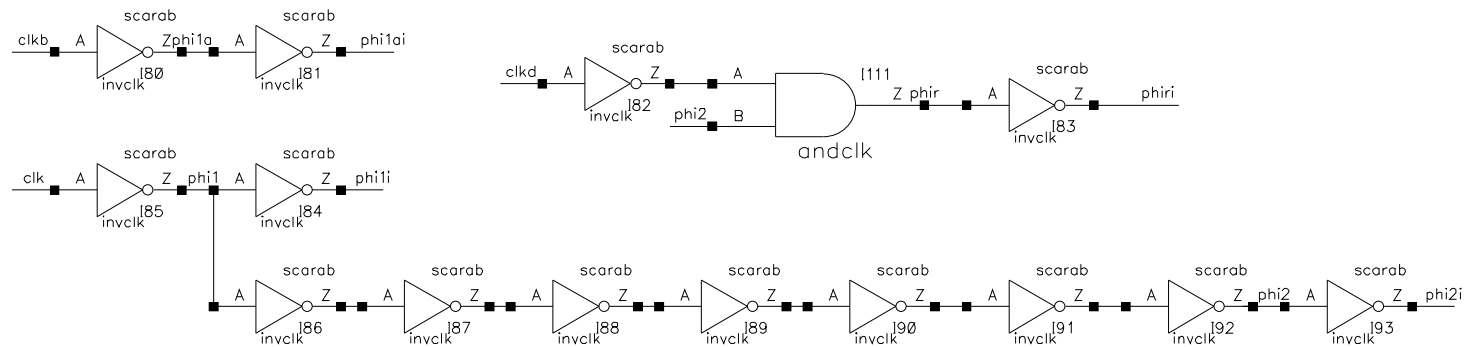 scarab scarab
clkb A Z phi1a A Z phi1ai
invclk I80 invclk I81
scarab
clkd A Z A I111
invclk I82
phi2 B
Z phir A Z phiri
scarab
invclk I83
andclk
scarab scarab
clk A Z phi1 A Z phi1i
invclk I85 invclk I84
scarab scarab scarab scarab scarab scarab scarab scarab
A Z A Z A Z A Z A Z A Z A Z phi2 A Z phi2i
invclk I86 invclk I87 invclk I88 invclk I89 invclk I90 invclk I91 invclk I92 invclk I93